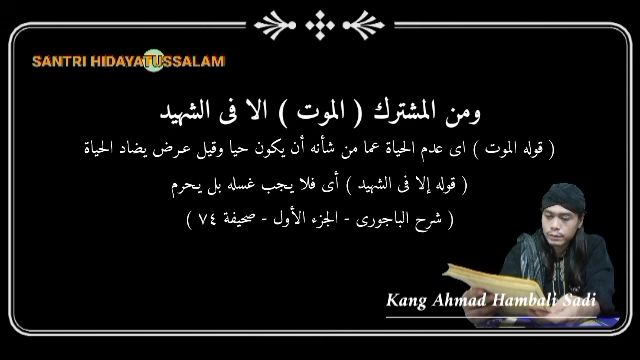 SANTRI HIDAYATUSSALAM
ومن المشترك ( الموت ) الا فى الشهيد
( قوله الموت ) اى عدم الحياة عما من شأنه أن يكون حيا وقيل عرض يضاد الحياة
( قوله إلا فى الشهيد ) أى فلا يجب غسله بل يحرم
( شرح الباجورى - الجزء الأول - صحيفة ٧٤ )
Kang Ahmad Hambali Sadi